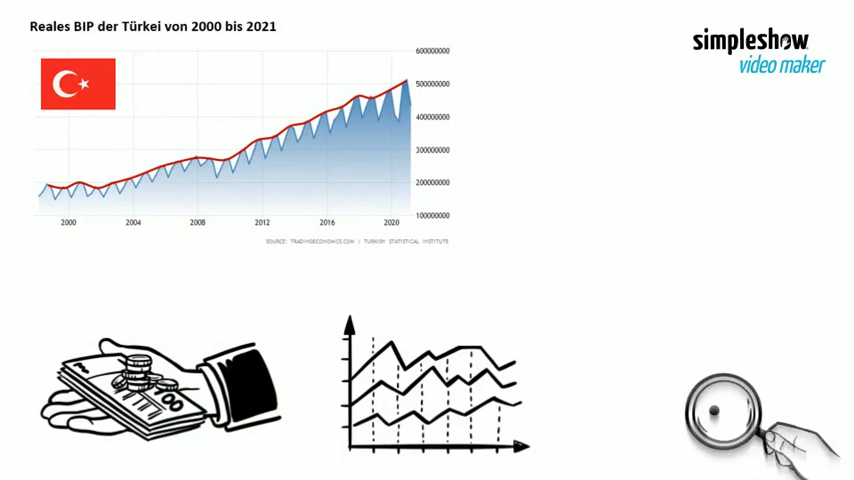 Reales BIP der Türkei von 2000 bis 2021
simpleshow
video maker
600000000
500000000
400000000
300000000
200000000
100000000
2000 2004 2008 2012 2016 2020
SOURCE: TRADINGECONOMICS.COM | TURKISH STATISTICAL INSTITUTE
100